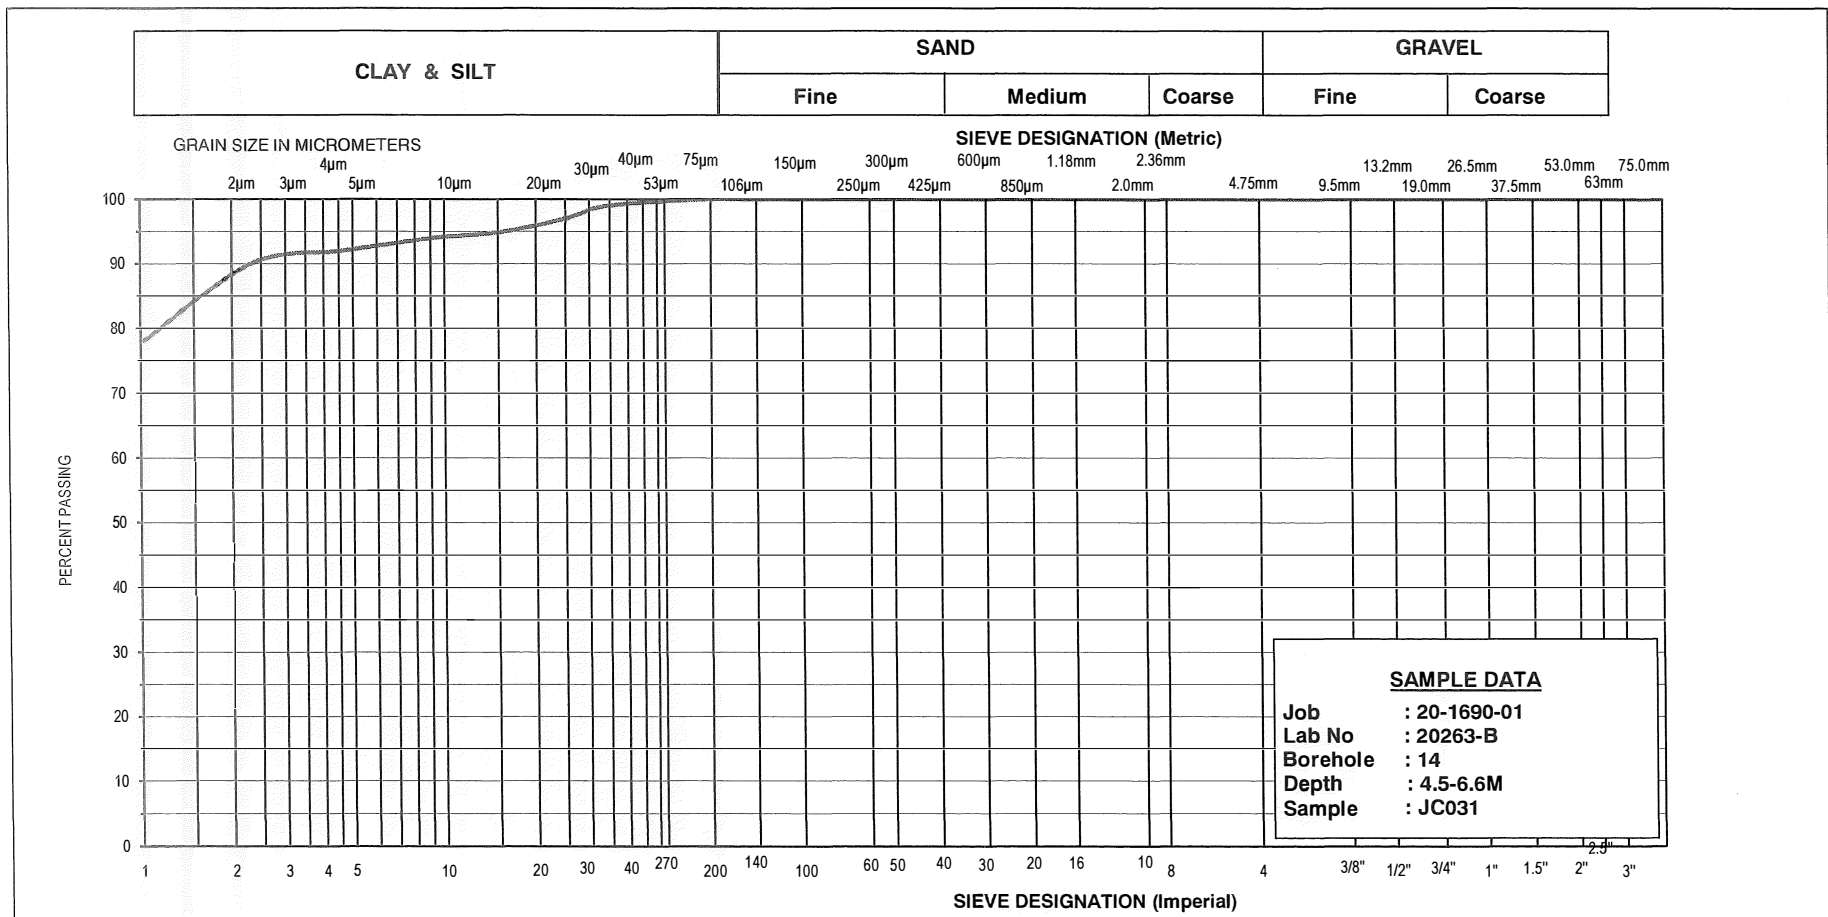 CLAY & SILT
SAND
GRAVEL
Fine
Medium
Coarse
Fine
Coarse
GRAIN SIZE IN MICROMETERS
SIEVE DESIGNATION (Metric)
2µm 3µm 4µm 5µm 10µm 20µm 30µm 40µm 53µm 75µm 106µm 150µm 250µm 300µm 425µm 600µm 850µm 1.18mm 2.0mm 2.36mm 4.75mm 9.5mm 13.2mm 19.0mm 26.5mm 37.5mm 53.0mm 63mm 75.0mm
PERCENT PASSING
100
90
80
70
60
50
40
30
20
10
0
SAMPLE DATA
Job : 20-1690-01
Lab No : 20263-B
Borehole : 14
Depth : 4.5-6.6M
Sample : JC031
1 2 3 4 5 10 20 30 40 270 200 140 100 60 50 40 30 20 16 10 8 4 3/8" 1/2" 3/4" 1" 1.5" 2" 2.5" 3"
SIEVE DESIGNATION (Imperial)